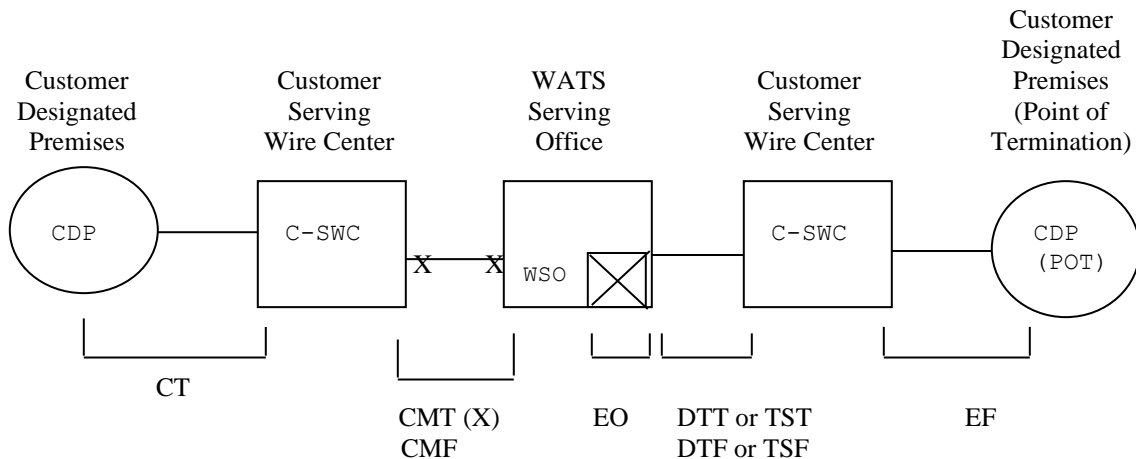 Customer
Designated
Premises
Customer
Serving
Wire Center
WATS
Serving
Office
Customer
Serving
Wire Center
Customer
Designated
Premises
(Point of
Termination)
CDP
C-SWC
X
X
WSO
C-SWC
CDP
(POT)
CT
CMT (X)
CMF
EO
DTT or TST
DTF or TSF
EF